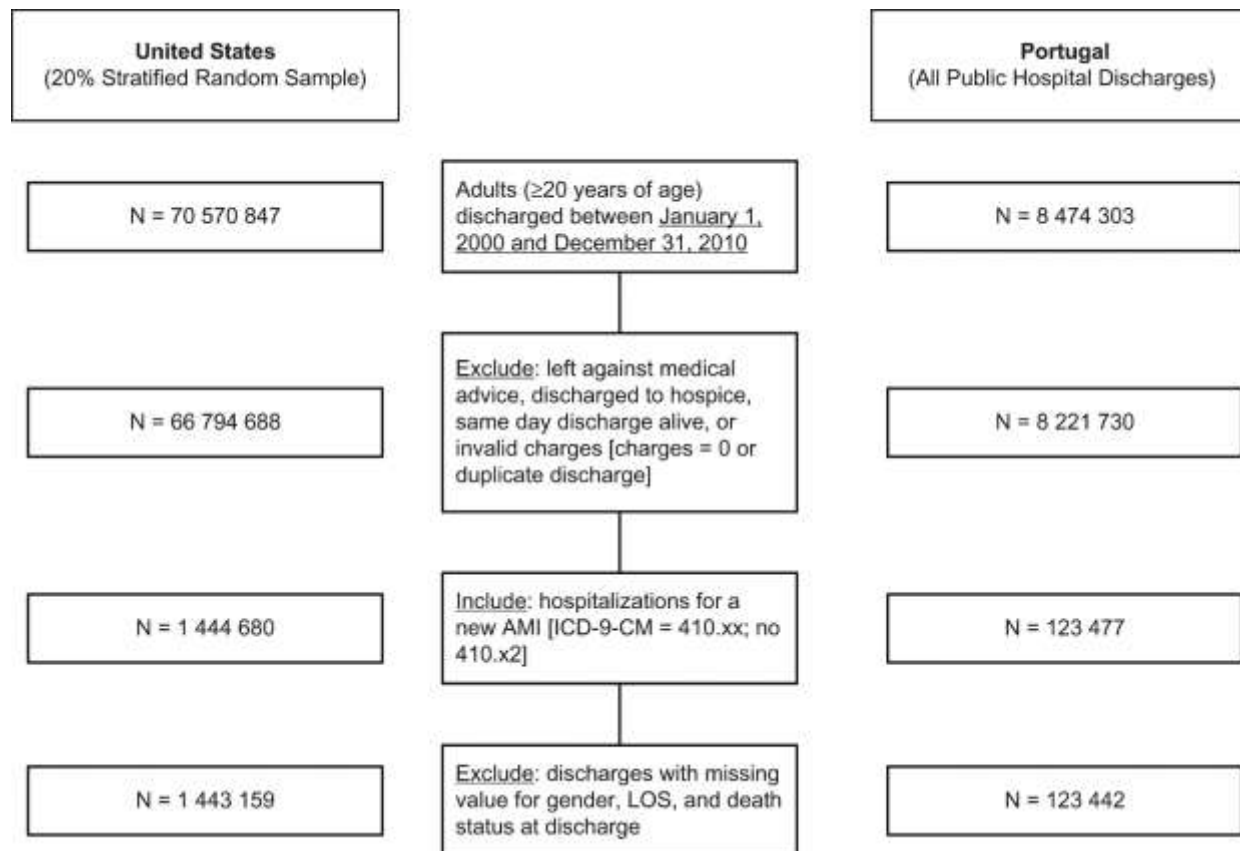 United States
(20% Stratified Random Sample)
Portugal
(All Public Hospital Discharges)
N = 70 570 847
Adults (≥20 years of age)
discharged between January 1,
2000 and December 31, 2010
N = 8 474 303
N = 66 794 688
Exclude: left against medical
advice, discharged to hospice,
same day discharge alive, or
invalid charges [charges = 0 or
duplicate discharge]
N = 8 221 730
N = 1 444 680
Include: hospitalizations for a
new AMI [ICD-9-CM = 410.xx; no
410.x2]
N = 123 477
N = 1 443 159
Exclude: discharges with missing
value for gender, LOS, and death
status at discharge
N = 123 442